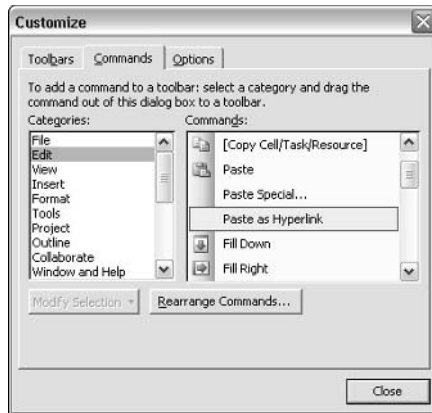 Customize
Toolbars Commands Options
To add a command to a toolbar: select a category and drag the
command out of this dialog box to a toolbar.
Categories: Commands:
File
Edit
View
Insert
Format
Tools
Project
Outline
Collaborate
Window and Help
[Copy Cell/Task/Resource]
Paste
Paste Special...
Paste as Hyperlink
Fill Down
Fill Right
Modify Selection
Rearrange Commands...
Close